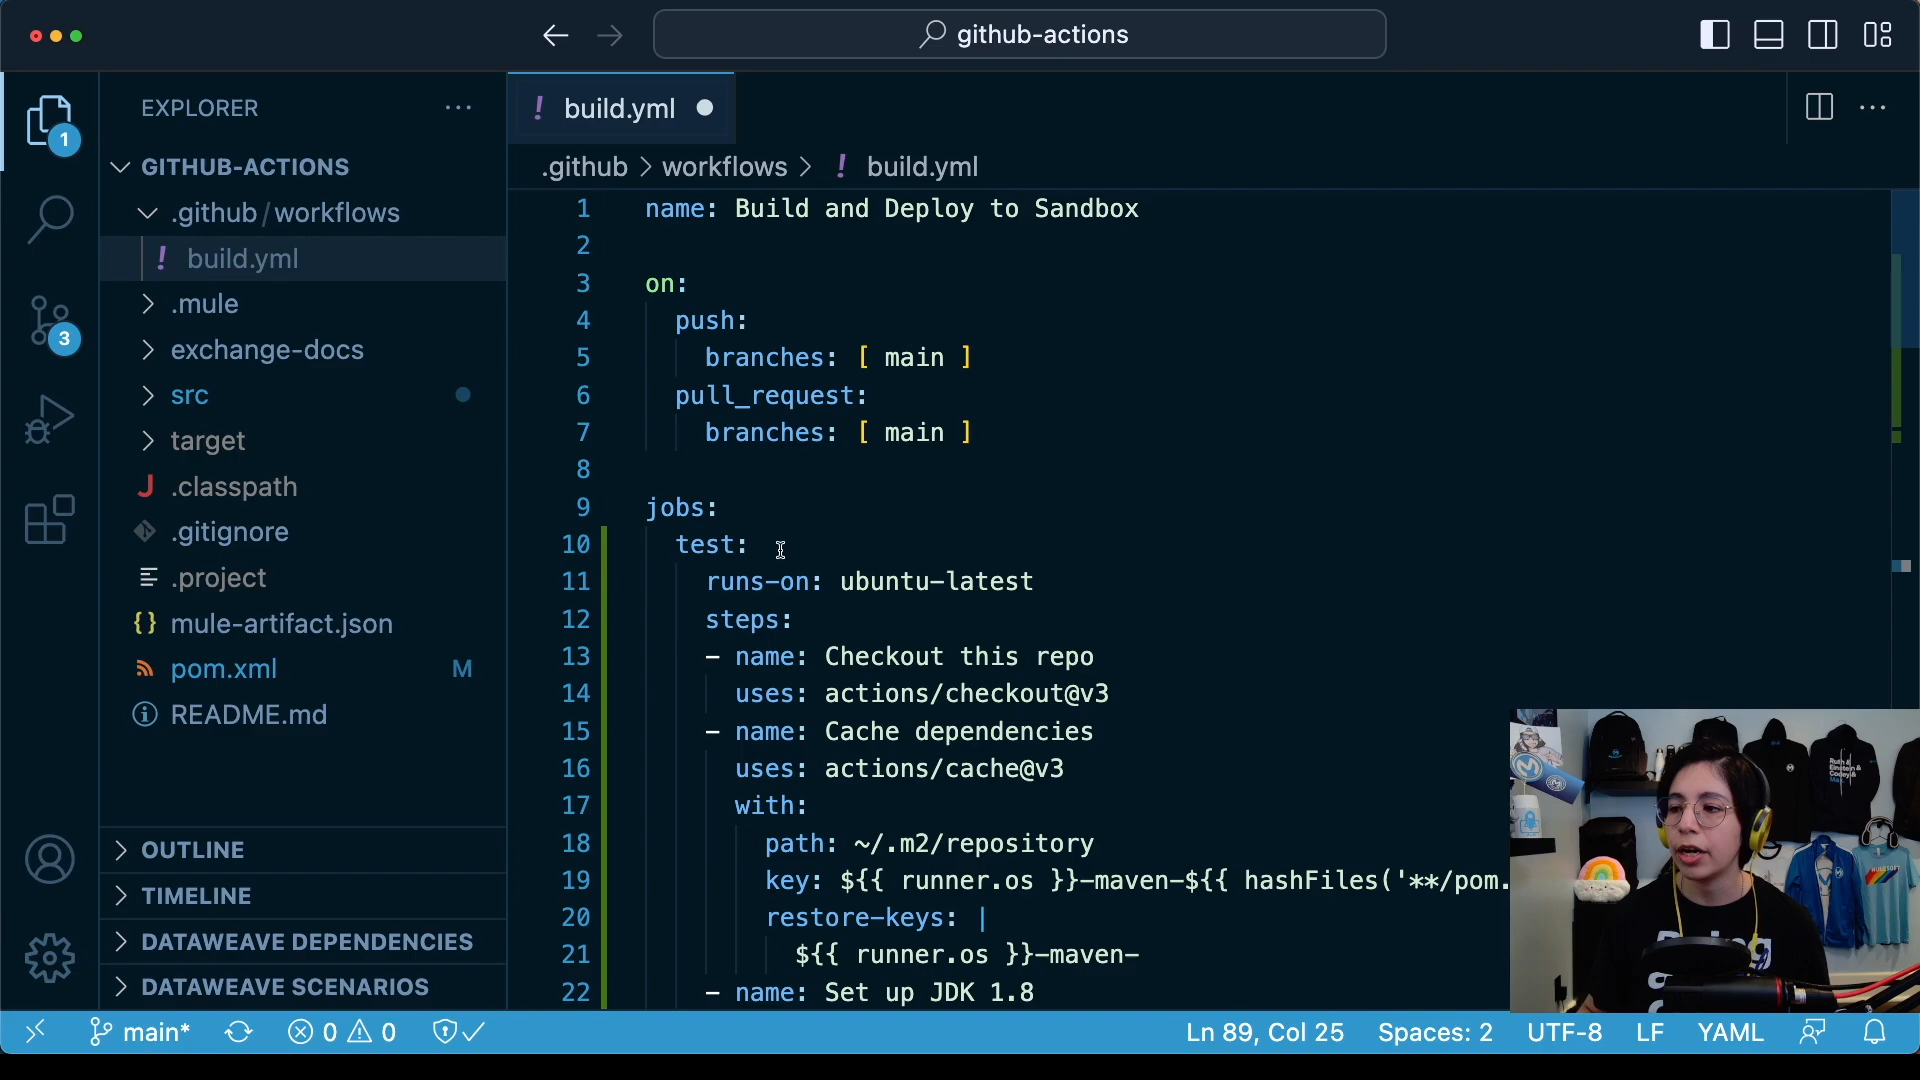 github-actions
EXPLORER
build.yml
1
GITHUB-ACTIONS
.github > workflows > build.yml
.github / workflows
build.yml
.mule
3
exchange-docs
src
target
.classpath
.gitignore
.project
mule-artifact.json
pom.xml M
README.md
OUTLINE
TIMELINE
DATAWEAVE DEPENDENCIES
DATAWEAVE SCENARIOS
1 name: Build and Deploy to Sandbox
2
3 on:
4 push:
5 branches: [ main ]
6 pull_request:
7 branches: [ main ]
8
9 jobs:
10 test:
11 runs-on: ubuntu-latest
12 steps:
13 - name: Checkout this repo
14 uses: actions/checkout@v3
15 - name: Cache dependencies
16 uses: actions/cache@v3
17 with:
18 path: ~/.m2/repository
19 key: ${{ runner.os }}-maven-${{ hashFiles('**/pom.
20 restore-keys: |
21 ${{ runner.os }}-maven-
22 - name: Set up JDK 1.8
main* 0 0
Ln 89, Col 25 Spaces: 2 UTF-8 LF YAML